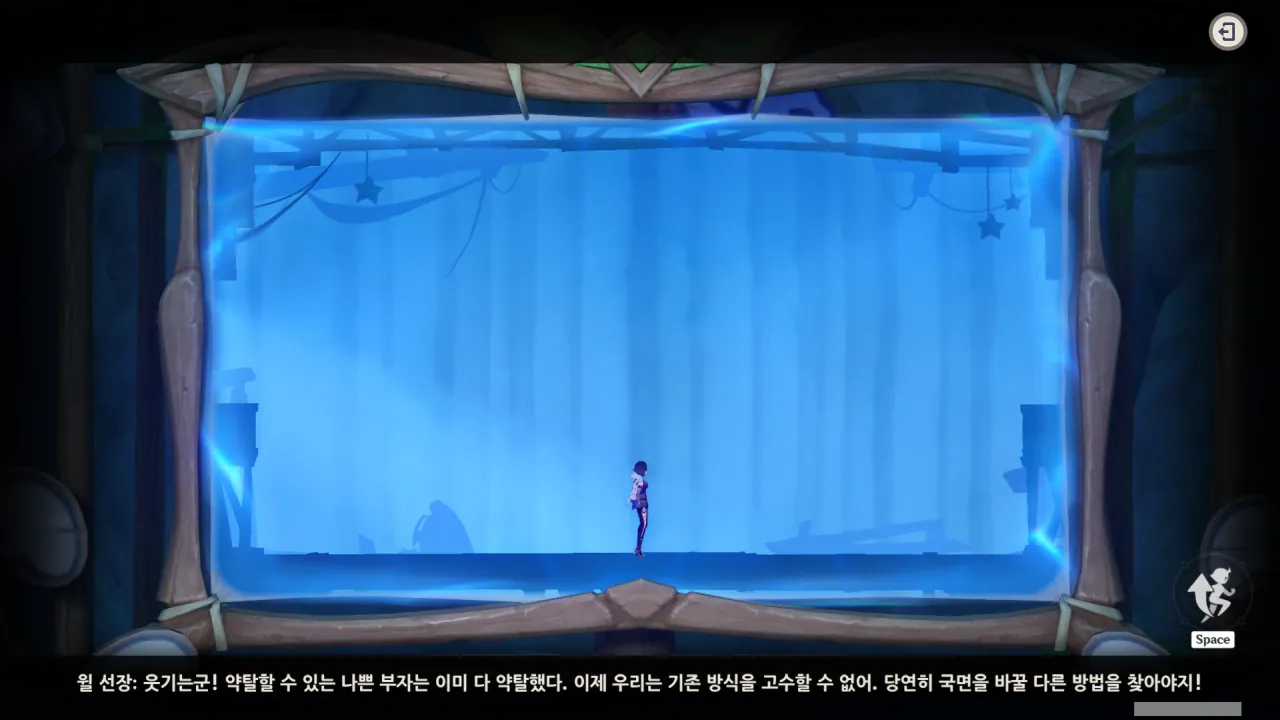 Space
윌 선장: 웃기는군! 약탈할 수 있는 나쁜 부자는 이미 다 약탈했다. 이제 우리는 기존 방식을 고수할 수 없어. 당연히 국면을 바꿀 다른 방법을 찾아야지!